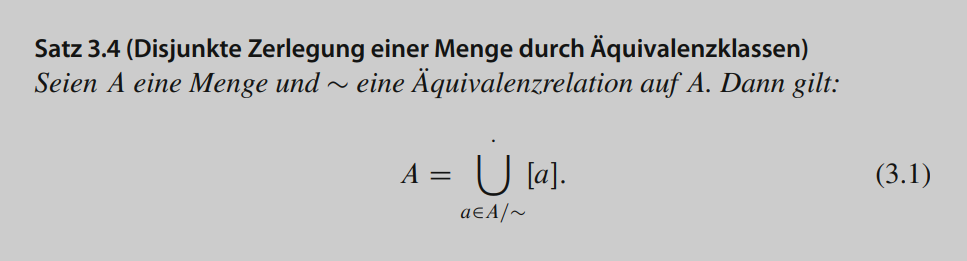 Satz 3.4 (Disjunkte Zerlegung einer Menge durch Äquivalenzklassen)
Seien A eine Menge und ∼ eine Äquivalenzrelation auf A. Dann gilt:
A = ⋃̇ [a]. (3.1)
a∈A/∼